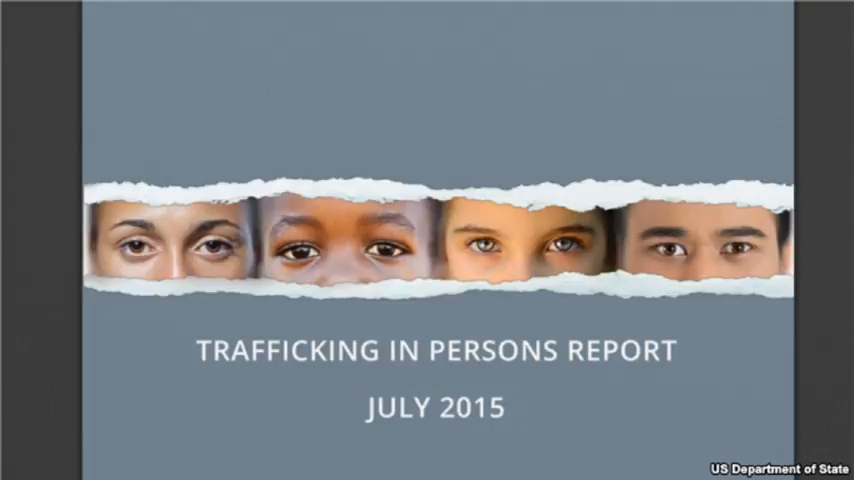 TRAFFICKING IN PERSONS REPORT
JULY 2015
US Department of State